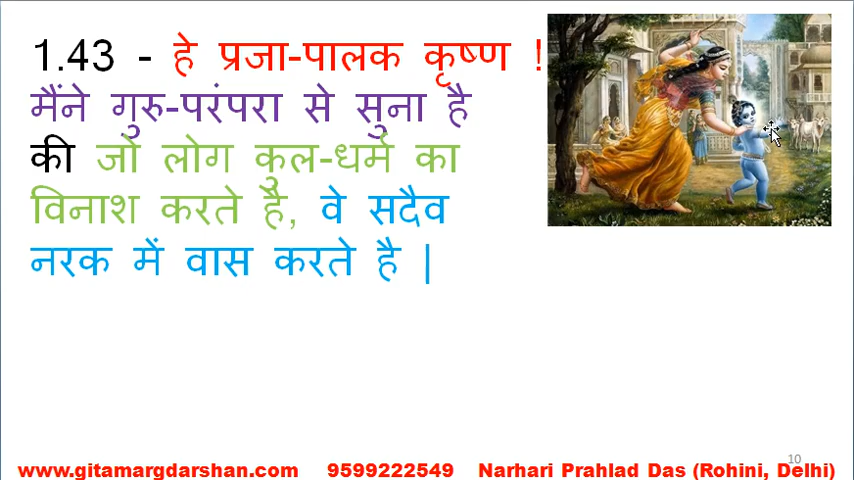 1.43 - हे प्रजा-पालक कृष्ण !
मैंने गुरु-परंपरा से सुना है
की जो लोग कुल-धर्म का
विनाश करते है, वे सदैव
नरक में वास करते है |
10
www.gitamargdarshan.com 9599222549 Narhari Prahlad Das (Rohini, Delhi)